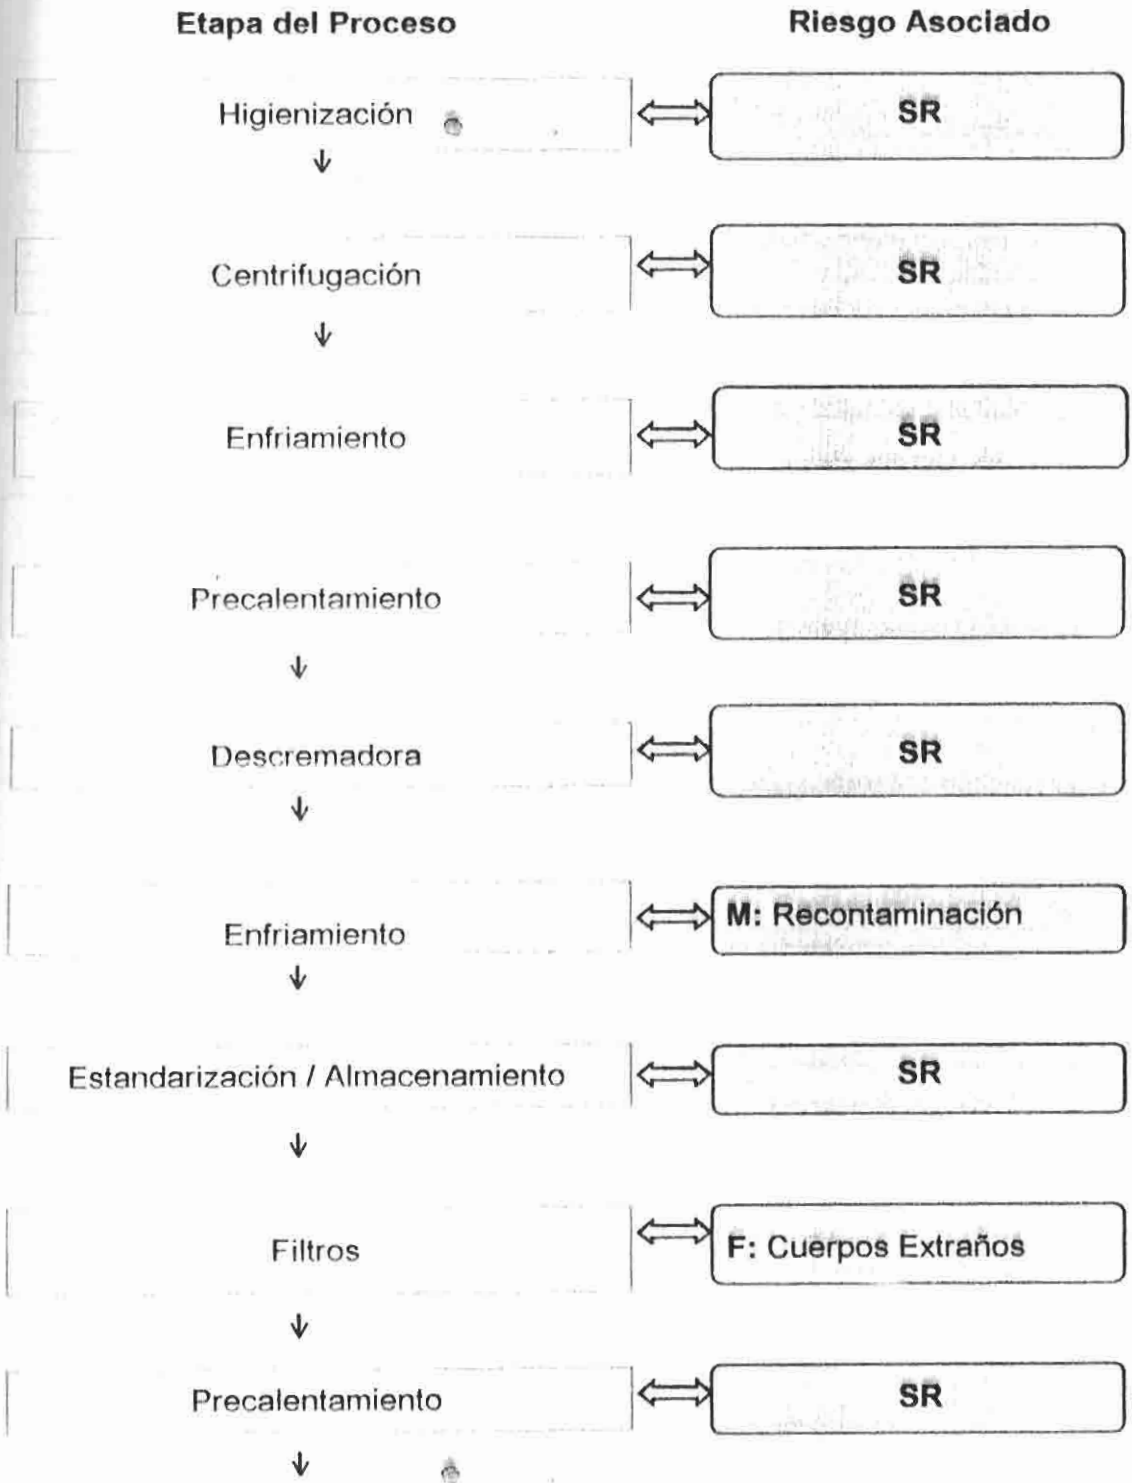 Etapa del Proceso Riesgo Asociado
Higienización SR
Centrifugación SR
Enfriamiento SR
Precalentamiento SR
Descremadora SR
Enfriamiento M: Recontaminación
Estandarización / Almacenamiento SR
Filtros F: Cuerpos Extraños
Precalentamiento SR